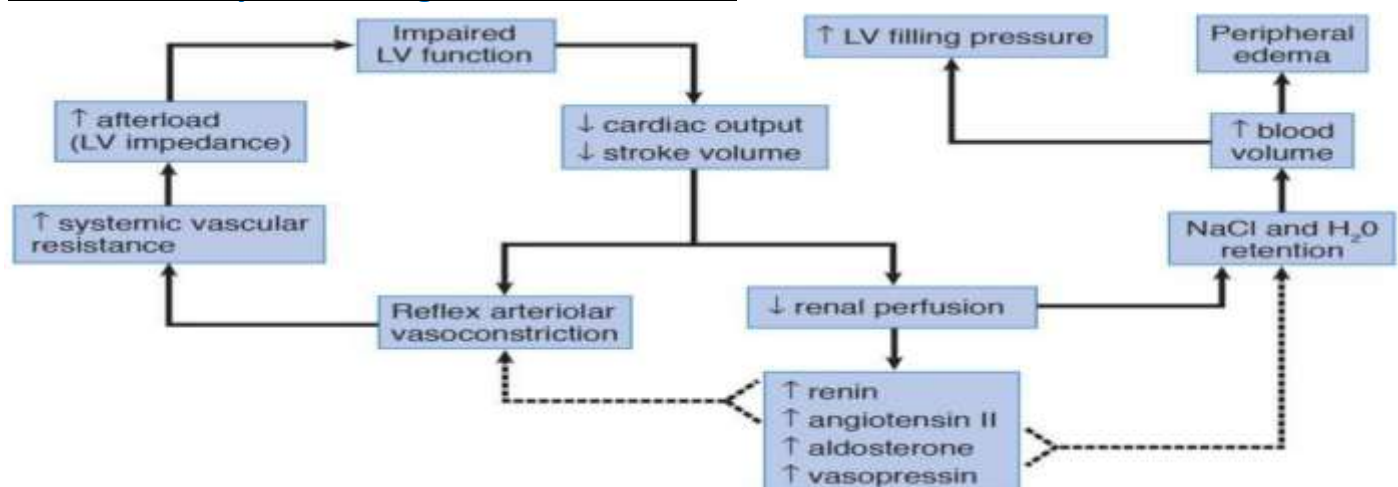 Impaired
LV function
↑ LV filling pressure
Peripheral
edema
↑ afterload
(LV impedance)
↓ cardiac output
↓ stroke volume
↑ blood
volume
↑ systemic vascular
resistance
NaCl and H₂0
retention
Reflex arteriolar
vasoconstriction
↓ renal perfusion
↑ renin
↑ angiotensin II
↑ aldosterone
↑ vasopressin